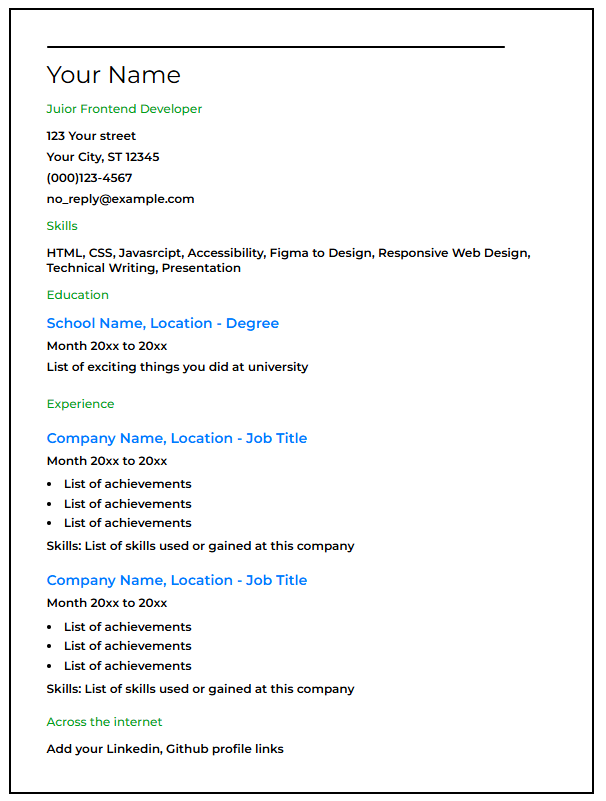 Your Name
Juior Frontend Developer
123 Your street
Your City, ST 12345
(000)123-4567
no_reply@example.com
Skills
HTML, CSS, Javasrcipt, Accessibility, Figma to Design, Responsive Web Design,
Technical Writing, Presentation
Education
School Name, Location - Degree
Month 20xx to 20xx
List of exciting things you did at university
Experience
Company Name, Location - Job Title
Month 20xx to 20xx
• List of achievements
• List of achievements
• List of achievements
Skills: List of skills used or gained at this company
Company Name, Location - Job Title
Month 20xx to 20xx
• List of achievements
• List of achievements
• List of achievements
Skills: List of skills used or gained at this company
Across the internet
Add your Linkedin, Github profile links